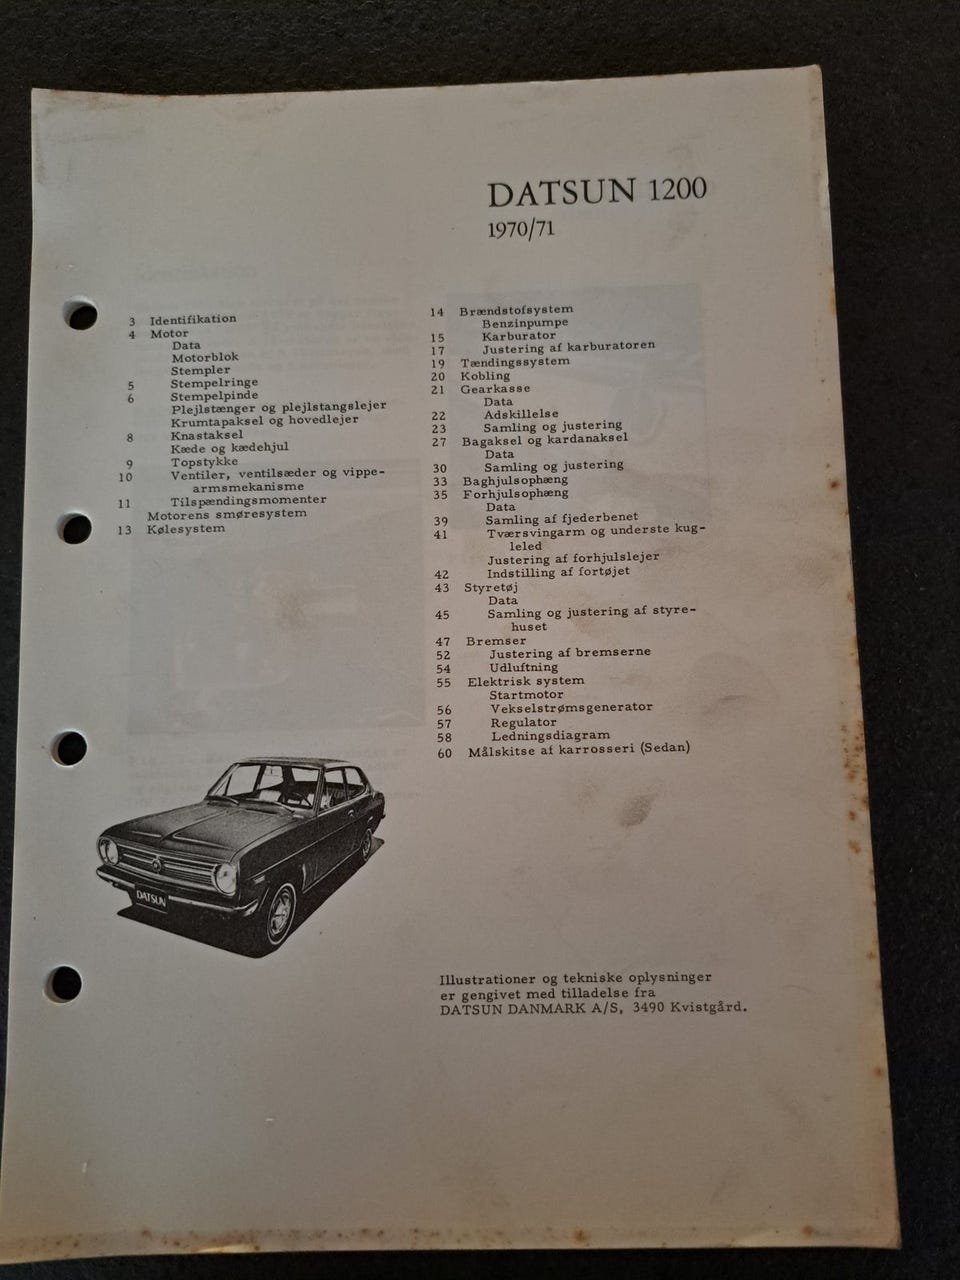 DATSUN 1200
1970/71
3 Identifikation
4 Motor
Data
Motorblok
Stempler
5 Stempelringe
6 Stempelpinde
Plejlstænger og plejlstangslejer
Krumtapaksel og hovedlejer
8 Knastaksel
Kæde og kædehjul
9 Topstykke
10 Ventiler, ventilsæder og vippe-
armsmekanisme
11 Tilspændingsmomenter
Motorens smøresystem
13 Kølesystem
14 Brændstofsystem
Benzinpumpe
15 Karburator
17 Justering af karburatoren
19 Tændingssystem
20 Kobling
21 Gearkasse
Data
22 Adskillelse
23 Samling og justering
27 Bagaksel og kardanaksel
Data
30 Samling og justering
33 Baghjulsophæng
35 Forhjulsophæng
Data
39 Samling af fjederbenet
41 Tværsvingarm og underste kug-
leled
Justering af forhjulslejer
42 Indstilling af fortøjet
43 Styretøj
Data
45 Samling og justering af styre-
huset
47 Bremser
52 Justering af bremserne
54 Udluftning
55 Elektrisk system
Startmotor
56 Vekselstrømsgenerator
57 Regulator
58 Ledningsdiagram
60 Målskitse af karrosseri (Sedan)
DATSUN
Illustrationer og tekniske oplysninger
er gengivet med tilladelse fra
DATSUN DANMARK A/S, 3490 Kvistgård.